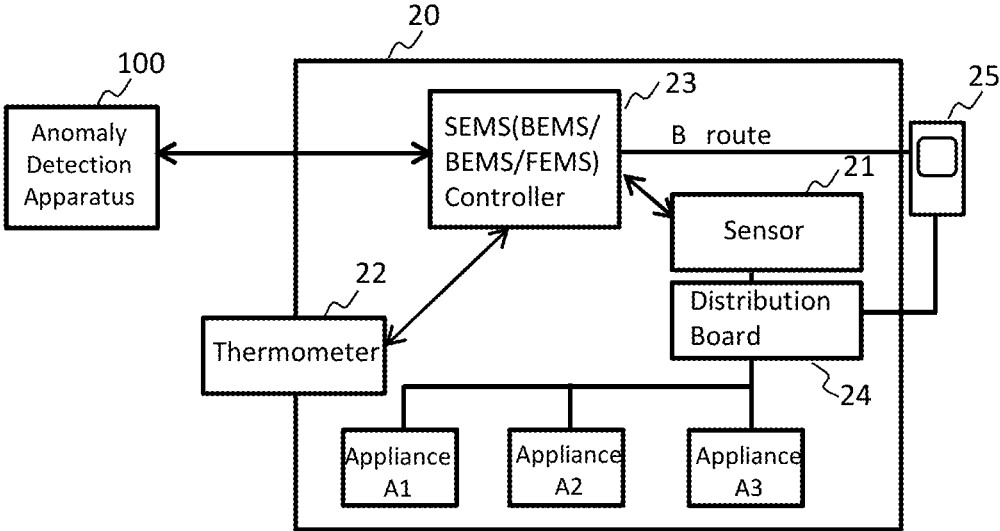 20
100
23
25
Anomaly
Detection
Apparatus
SEMS(BEMS/
BEMS/FEMS)
Controller
B route
21
Sensor
22
Thermometer
Distribution
Board
24
Appliance
A1
Appliance
A2
Appliance
A3